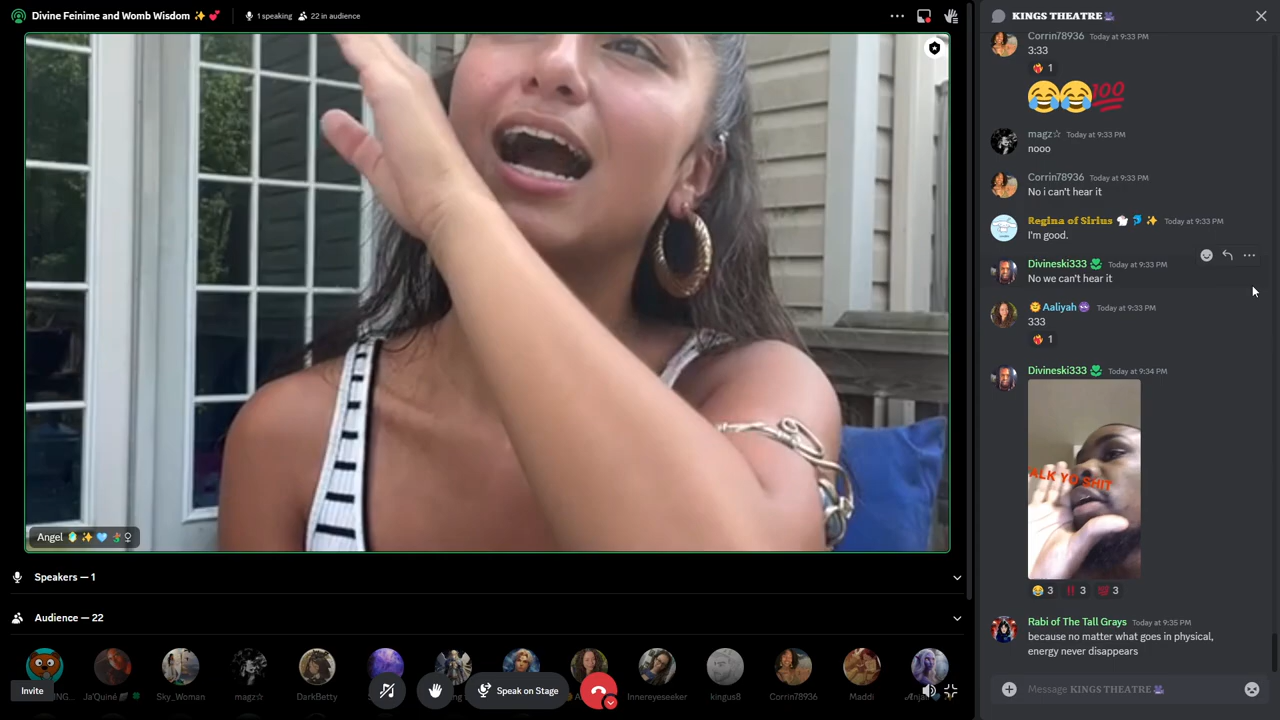 Divine Feinime and Womb Wisdom ✨ 💕
1 speaking
22 in audience
Angel
Speakers — 1
Audience — 22
Ja'Quiné
Sky_Woman
magz☆
DarkBetty
Innereyeseeker
kingus8
Corrin78936
Maddi
Invite
Speak on Stage
KINGS THEATRE
Corrin78936 Today at 9:33 PM
3:33
1
😂😂💯
magz☆ Today at 9:33 PM
nooo
Corrin78936 Today at 9:33 PM
No i can't hear it
Regina of Sirius Today at 9:33 PM
I'm good.
Divineski333 Today at 9:33 PM
No we can't hear it
Aaliyah Today at 9:33 PM
333
1
Divineski333 Today at 9:34 PM
ALK YO SHIT
😂 3 ‼ 3 💯 3
Rabi of The Tall Grays Today at 9:35 PM
because no matter what goes in physical,
energy never disappears
Message KINGS THEATRE